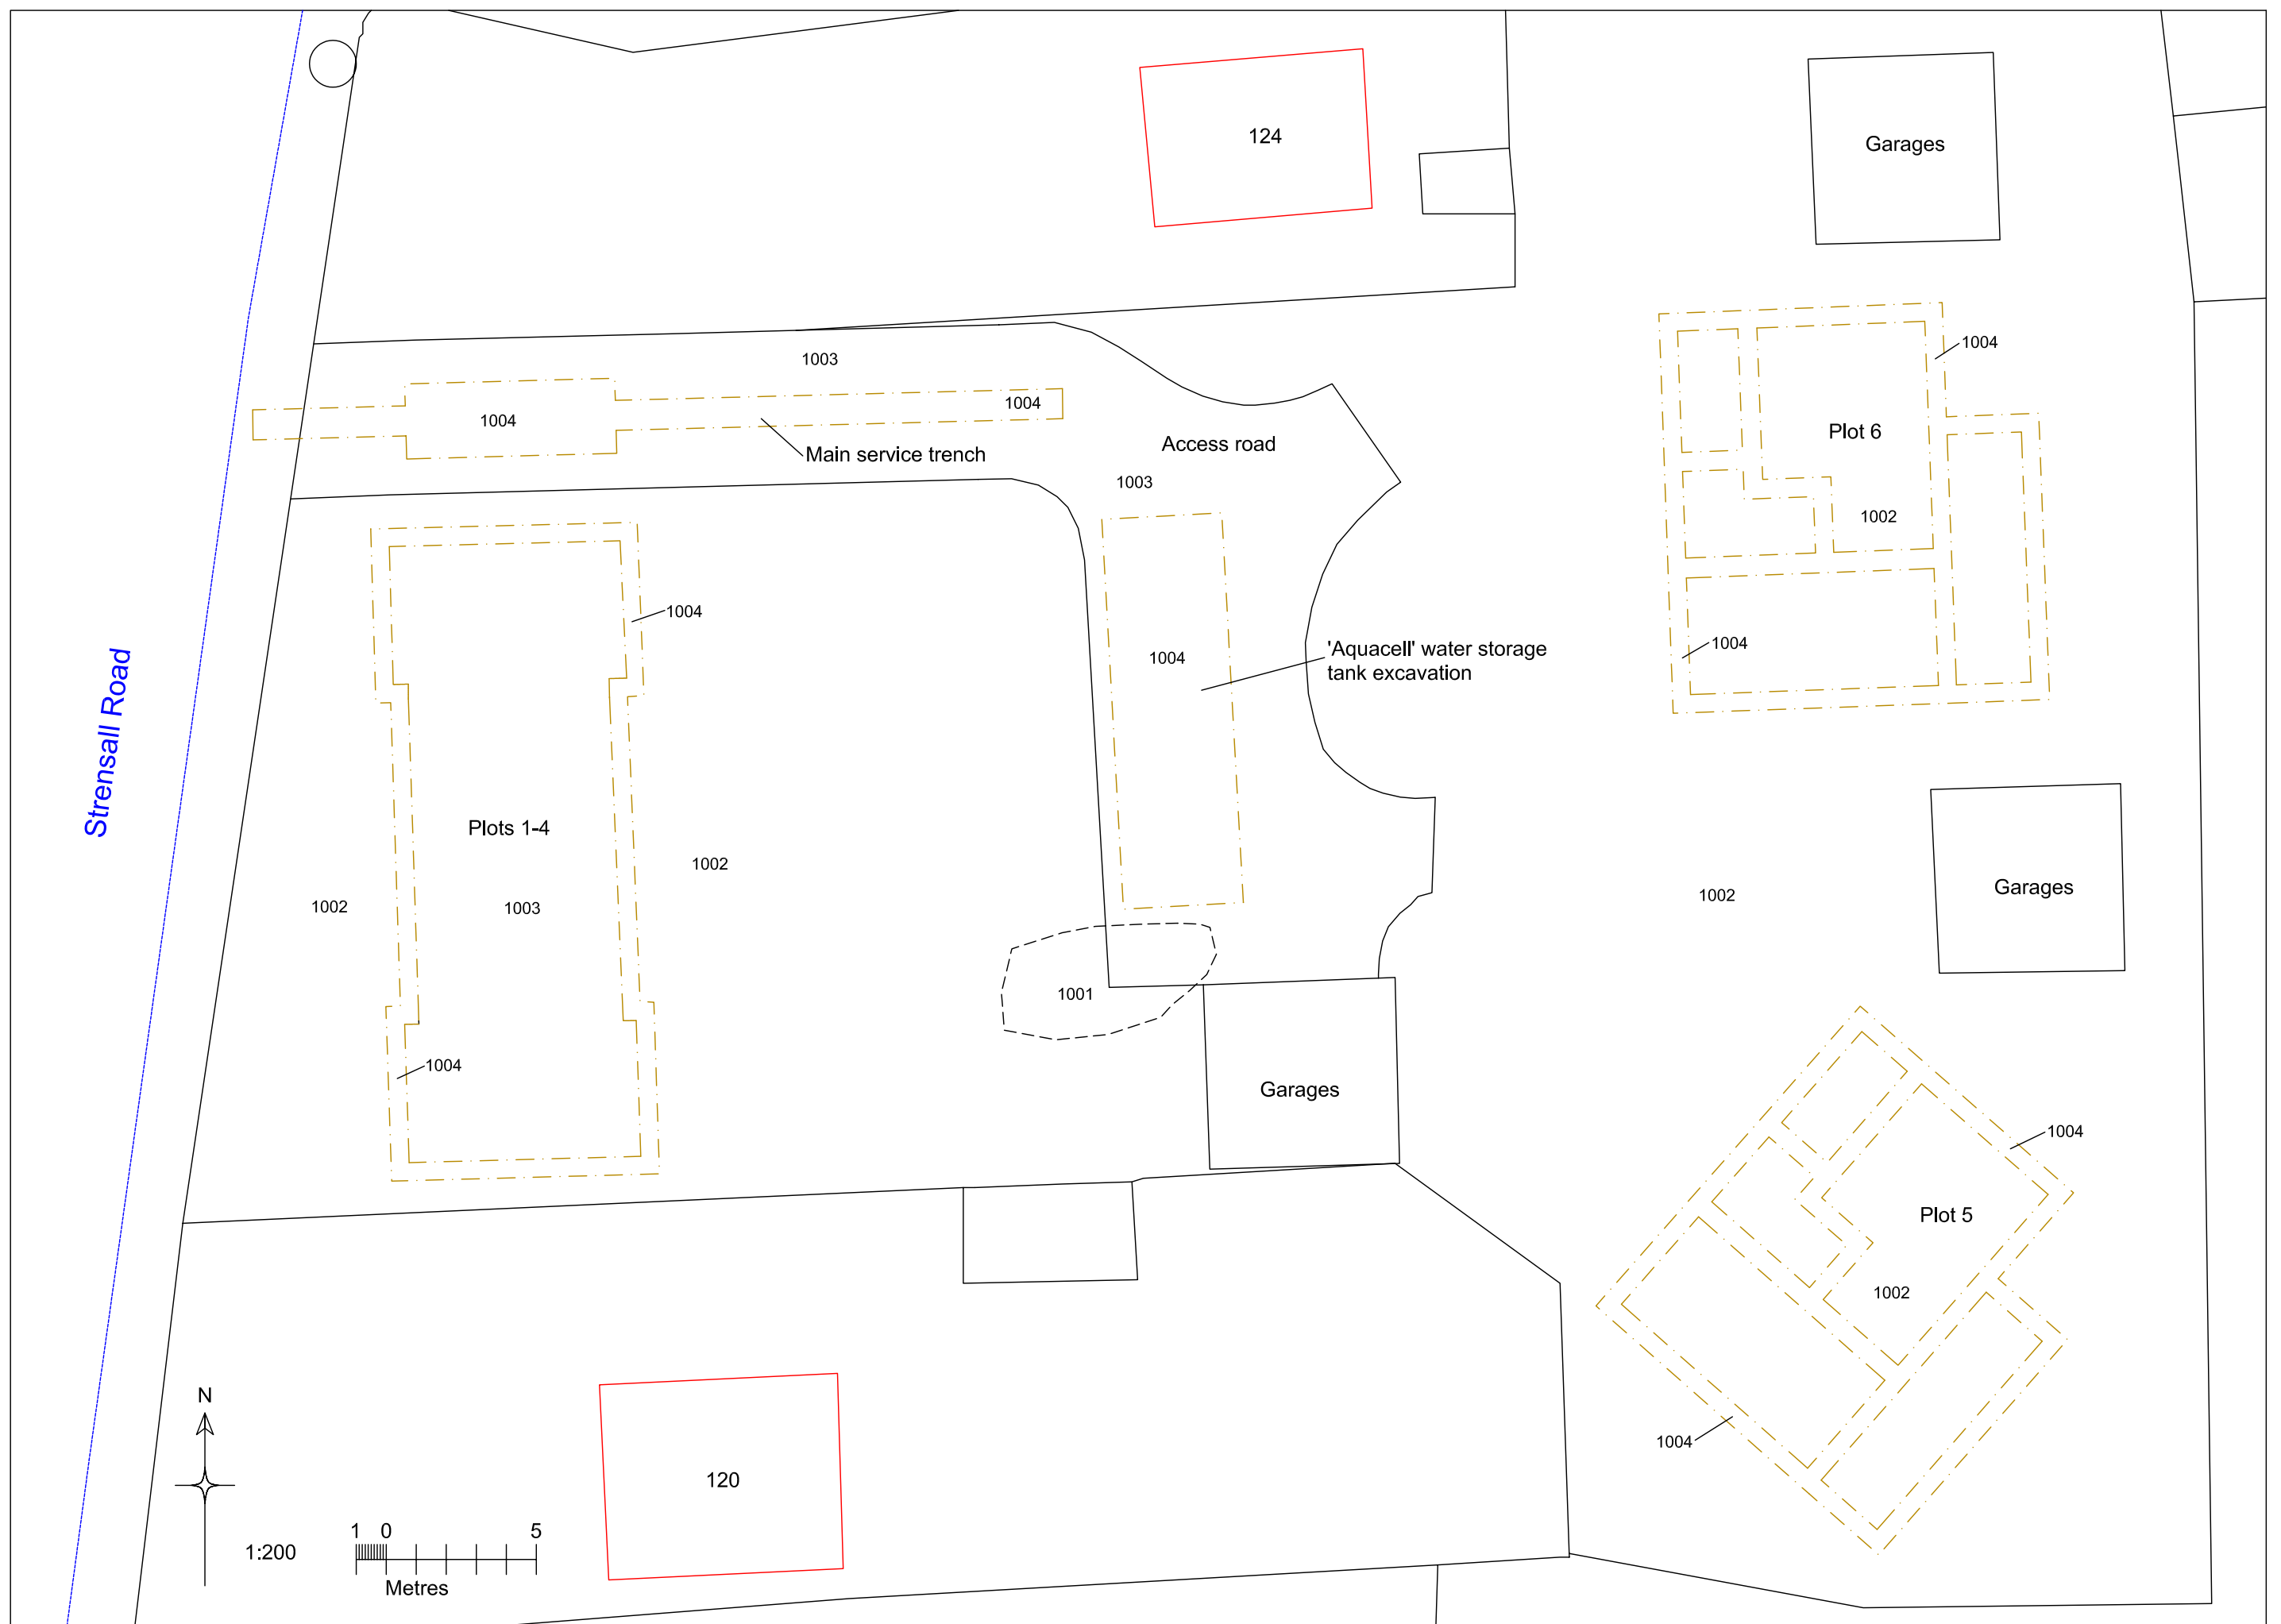 124
Garages
1003
1004
1004
1004
Main service trench
Access road
Plot 6
1003
1002
1004
1004
'Aquacell' water storage
tank excavation
1004
Strensall Road
Plots 1-4
1002
1002
1003
1002
Garages
1001
1004
Garages
1004
Plot 5
1002
N
1004
120
1 0 5
1:200
Metres